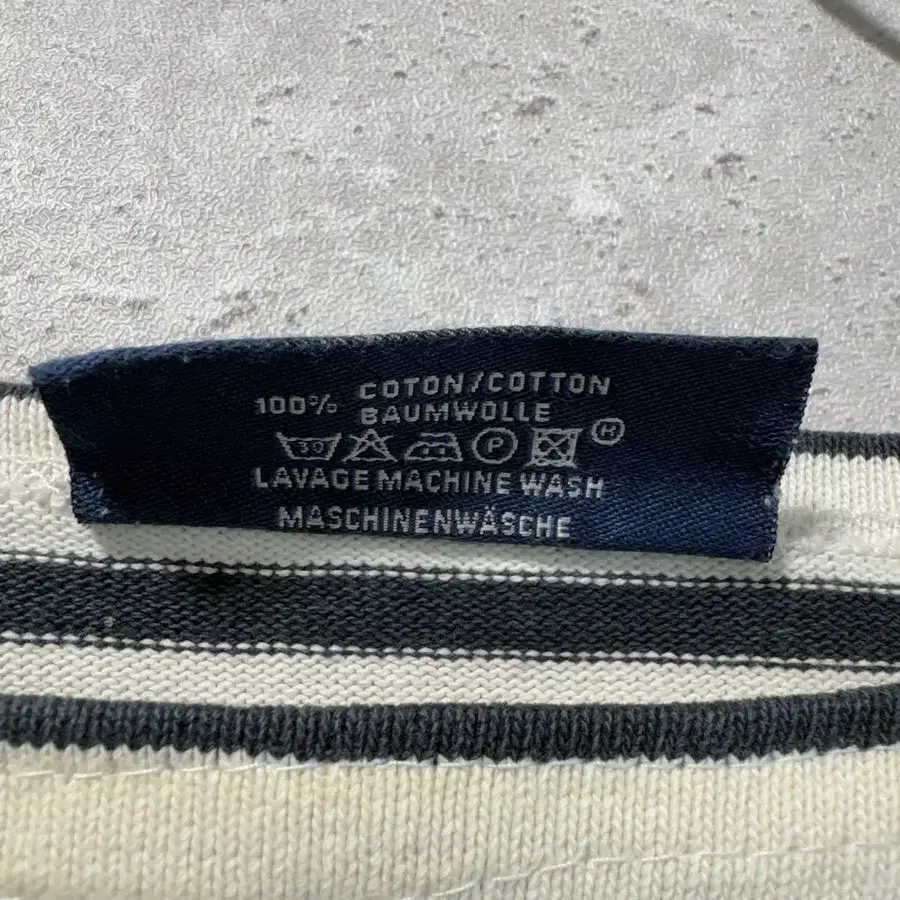 100% COTON/COTTON
BAUMWOLLE
30 P H
LAVAGE MACHINE WASH
MASCHINENWÄSCHE